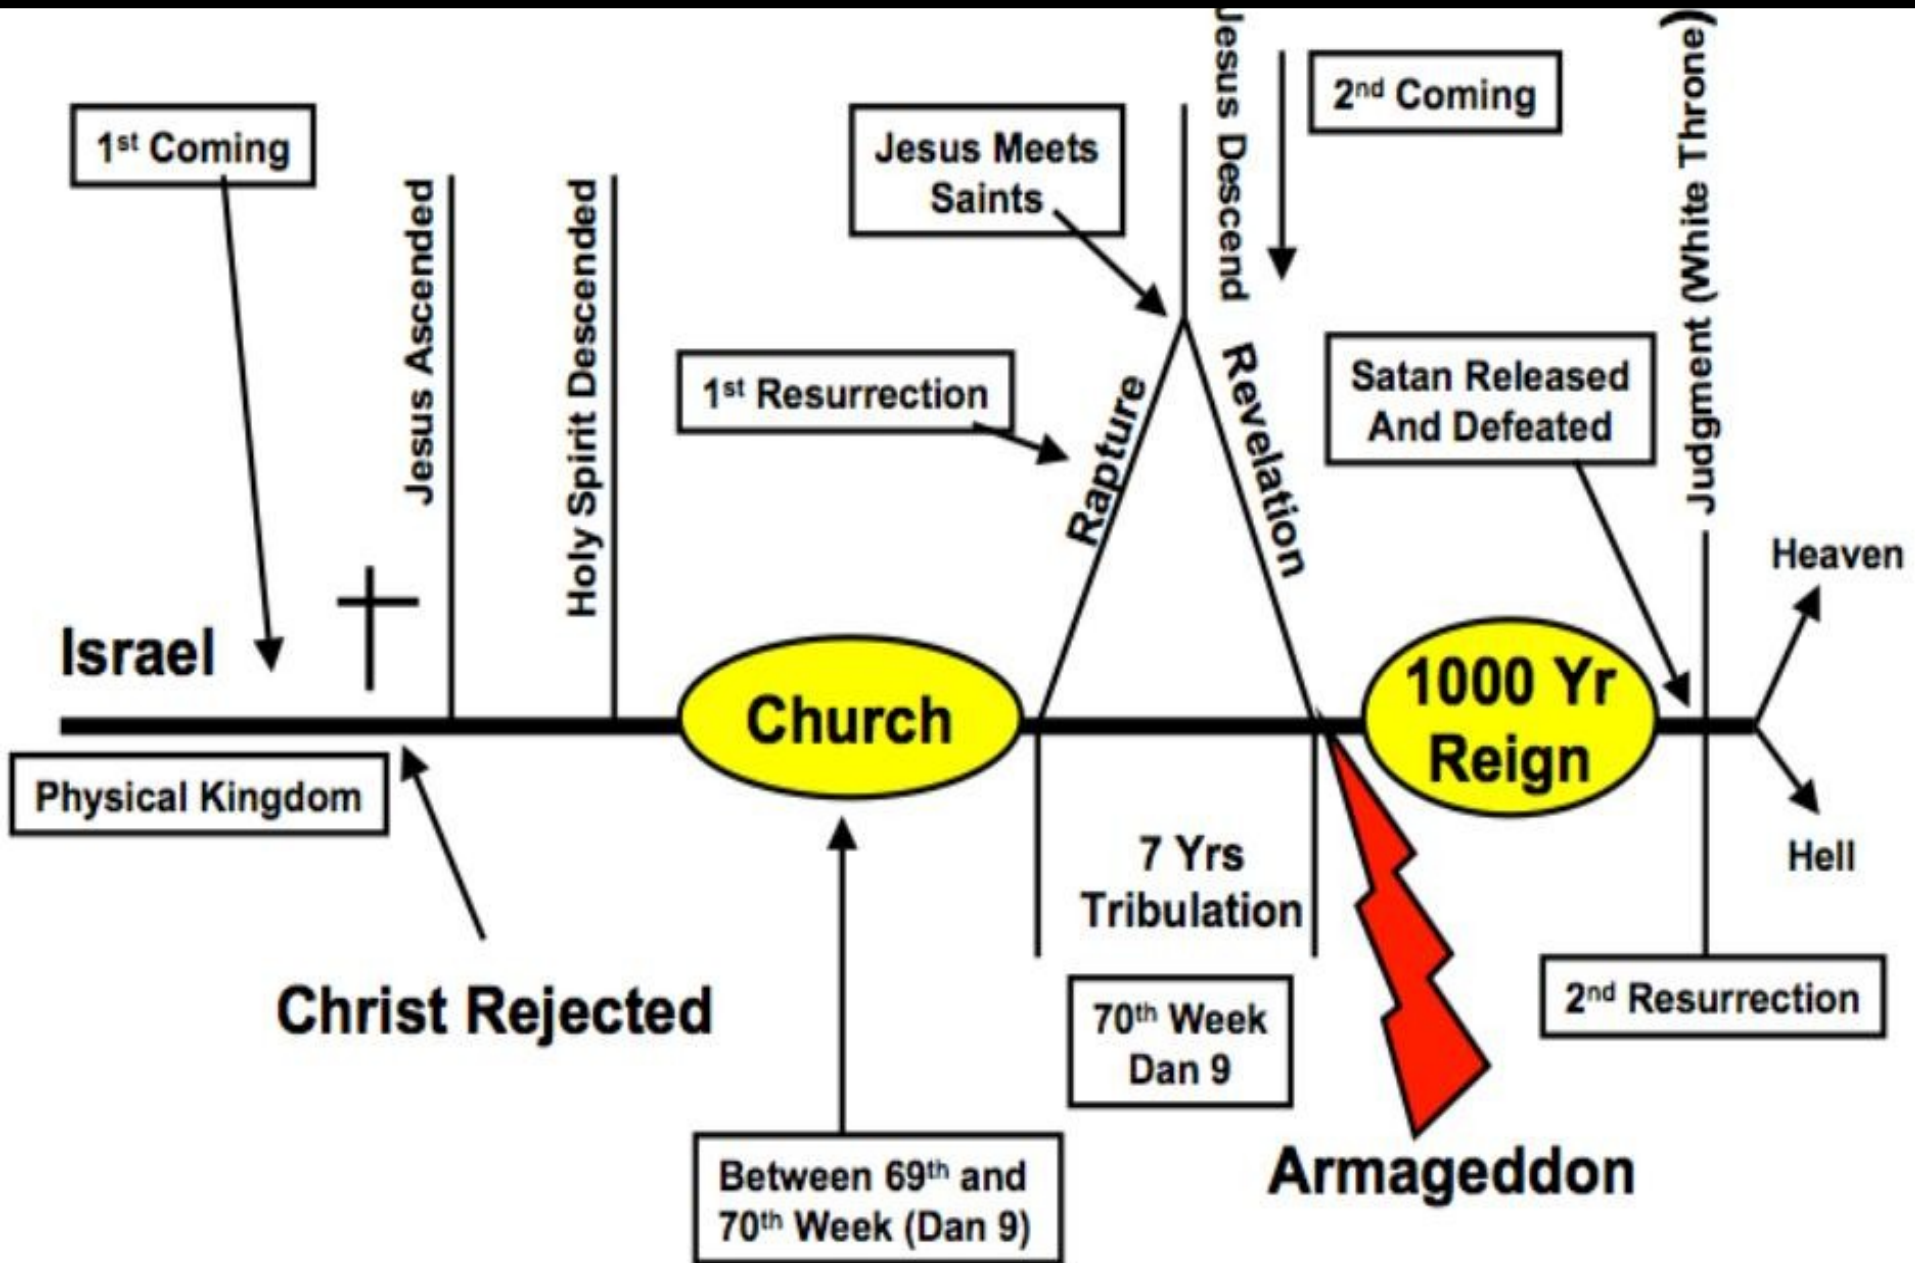 1st Coming
Jesus Ascended
Holy Spirit Descended
Jesus Meets
Saints
Jesus Descend
2nd Coming
Judgment (White Throne)
1st Resurrection
Rapture
Revelation
Satan Released
And Defeated
Heaven
Israel
Church
1000 Yr
Reign
Physical Kingdom
7 Yrs
Tribulation
Hell
Christ Rejected
70th Week
Dan 9
2nd Resurrection
Between 69th and
70th Week (Dan 9)
Armageddon